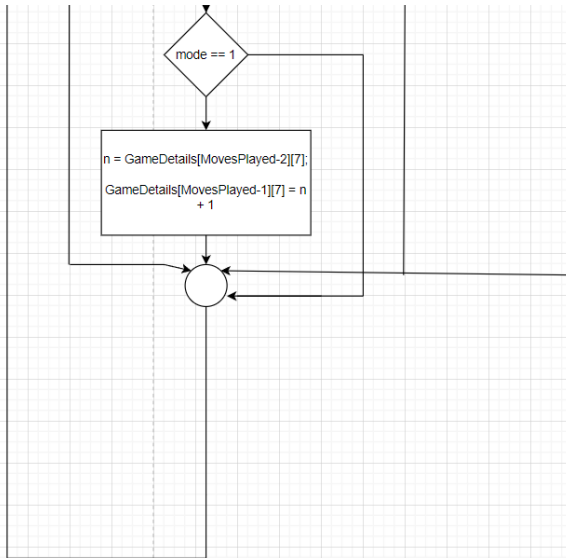 mode == 1
n = GameDetails[MovesPlayed-2][7];
GameDetails[MovesPlayed-1][7] = n
+ 1